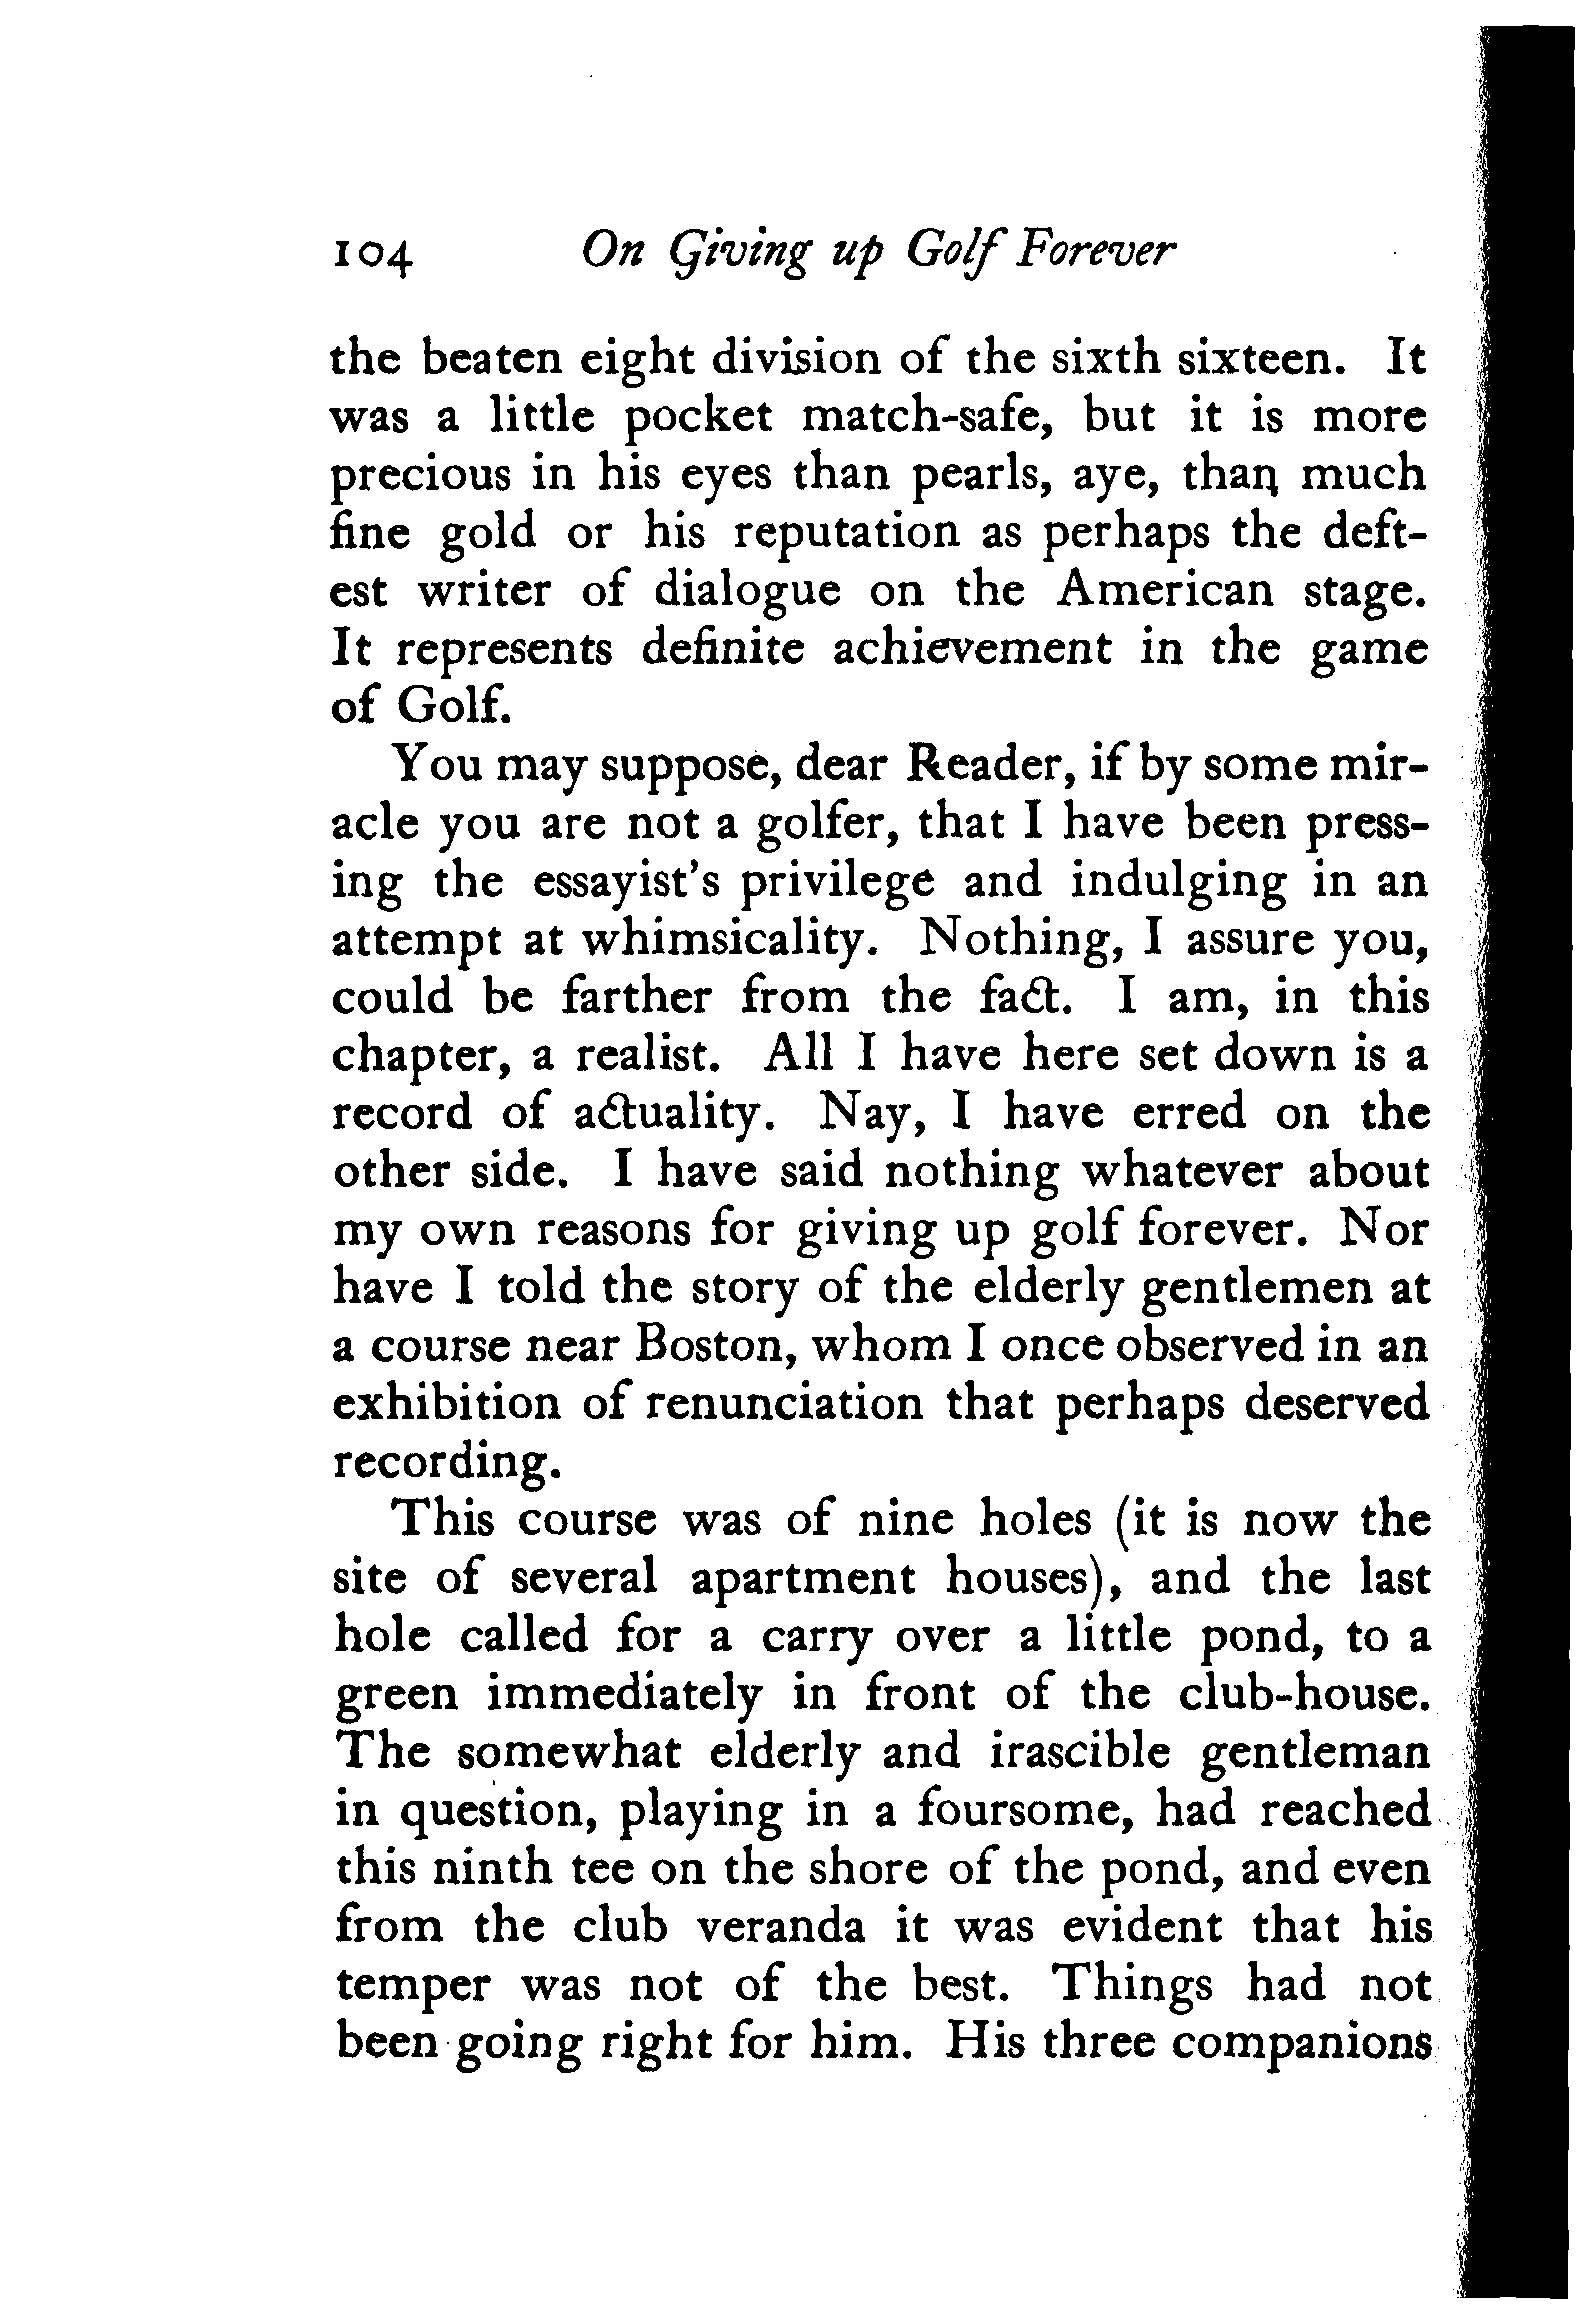 104 On Giving up Golf Forever
the beaten eight division of the sixth sixteen. It
was a little pocket match-safe, but it is more
precious in his eyes than pearls, aye, than much
fine gold or his reputation as perhaps the deft-
est writer of dialogue on the American stage.
It represents definite achievement in the game
of Golf.
You may suppose, dear Reader, if by some mir-
acle you are not a golfer, that I have been press-
ing the essayist's privilege and indulging in an
attempt at whimsicality. Nothing, I assure you,
could be farther from the fact. I am, in this
chapter, a realist. All I have here set down is a
record of actuality. Nay, I have erred on the
other side. I have said nothing whatever about
my own reasons for giving up golf forever. Nor
have I told the story of the elderly gentlemen at
a course near Boston, whom I once observed in an
exhibition of renunciation that perhaps deserved
recording.
This course was of nine holes (it is now the
site of several apartment houses), and the last
hole called for a carry over a little pond, to a
green immediately in front of the club-house.
The somewhat elderly and irascible gentleman
in question, playing in a foursome, had reached
this ninth tee on the shore of the pond, and even
from the club veranda it was evident that his
temper was not of the best. Things had not
been going right for him. His three companions